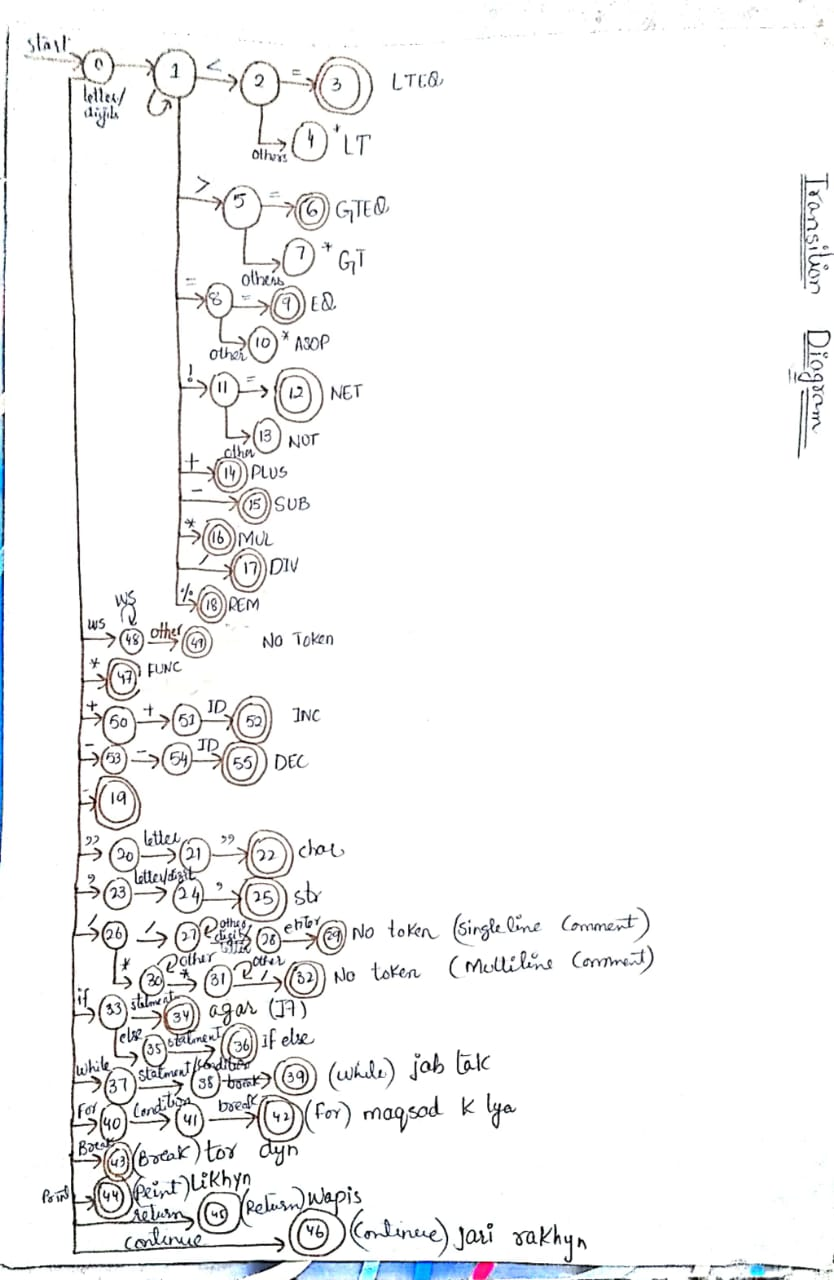 Transition Diagram
start
0 1 < 2 = 3 LTEQ
letter/
digits
others 4 * LT
> 5 = 6 GTEQ
others 7 * GT
= 8 = 9 EQ
other 10 * ASOP
! 11 = 12 NET
other 13 NOT
+ 14 PLUS
- 15 SUB
* 16 MUL
/ 17 DIV
% 18 REM
WS
WS 48 other 49 No Token
* 47 FUNC
+ 50 + 51 ID 52 INC
- 53 - 54 ID 55 DEC
- 19
" 20 letter 21 " 22 char
' 23 letter/digit 24 ' 25 str
/ 26 / 27 other digit 28 enter 29 No token (Single line Comment)
* 30 other * 31 other / 32 No token (Multiline Comment)
if 33 statment 34 agar (If)
else 35 statment 36 if else
While 37 statment/condition 38 break 39 (while) jab tak
For 40 Condition 41 break 42 (For) maqsad k lya
Break 43 (Break) tor dyn
Print 44 (Print) Likhyn
return 45 (Return) Wapis
continue 46 (Continue) Jari rakhyn